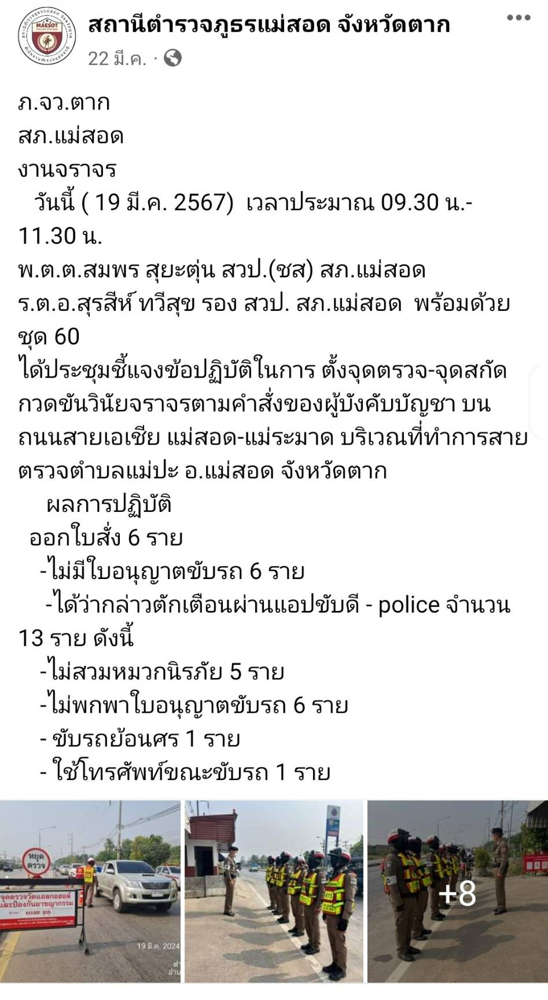 MAESOT
POLICE STATION
สถานีตำรวจภูธรแม่สอด จังหวัดตาก
22 มี.ค. ·
ภ.จว.ตาก
สภ.แม่สอด
งานจราจร
วันนี้ ( 19 มี.ค. 2567) เวลาประมาณ 09.30 น.-
11.30 น.
พ.ต.ต.สมพร สุยะตุ่น สวป.(ชส) สภ.แม่สอด
ร.ต.อ.สุรสีห์ ทวีสุข รอง สวป. สภ.แม่สอด พร้อมด้วย
ชุด 60
ได้ประชุมชี้แจงข้อปฏิบัติในการ ตั้งจุดตรวจ-จุดสกัด
กวดขันวินัยจราจรตามคำสั่งของผู้บังคับบัญชา บน
ถนนสายเอเชีย แม่สอด-แม่ระมาด บริเวณที่ทำการสาย
ตรวจตำบลแม่ปะ อ.แม่สอด จังหวัดตาก
ผลการปฏิบัติ
ออกใบสั่ง 6 ราย
-ไม่มีใบอนุญาตขับรถ 6 ราย
-ได้ว่ากล่าวตักเตือนผ่านแอปขับดี - police จำนวน
13 ราย ดังนี้
-ไม่สวมหมวกนิรภัย 5 ราย
-ไม่พกพาใบอนุญาตขับรถ 6 ราย
- ขับรถย้อนศร 1 ราย
- ใช้โทรศัพท์ขณะขับรถ 1 ราย
หยุด
ตรวจ
จุดตรวจวัดแอลกอฮอล์
และป้องกันอาชญากรรม
19 มี.ค. 2024
+8